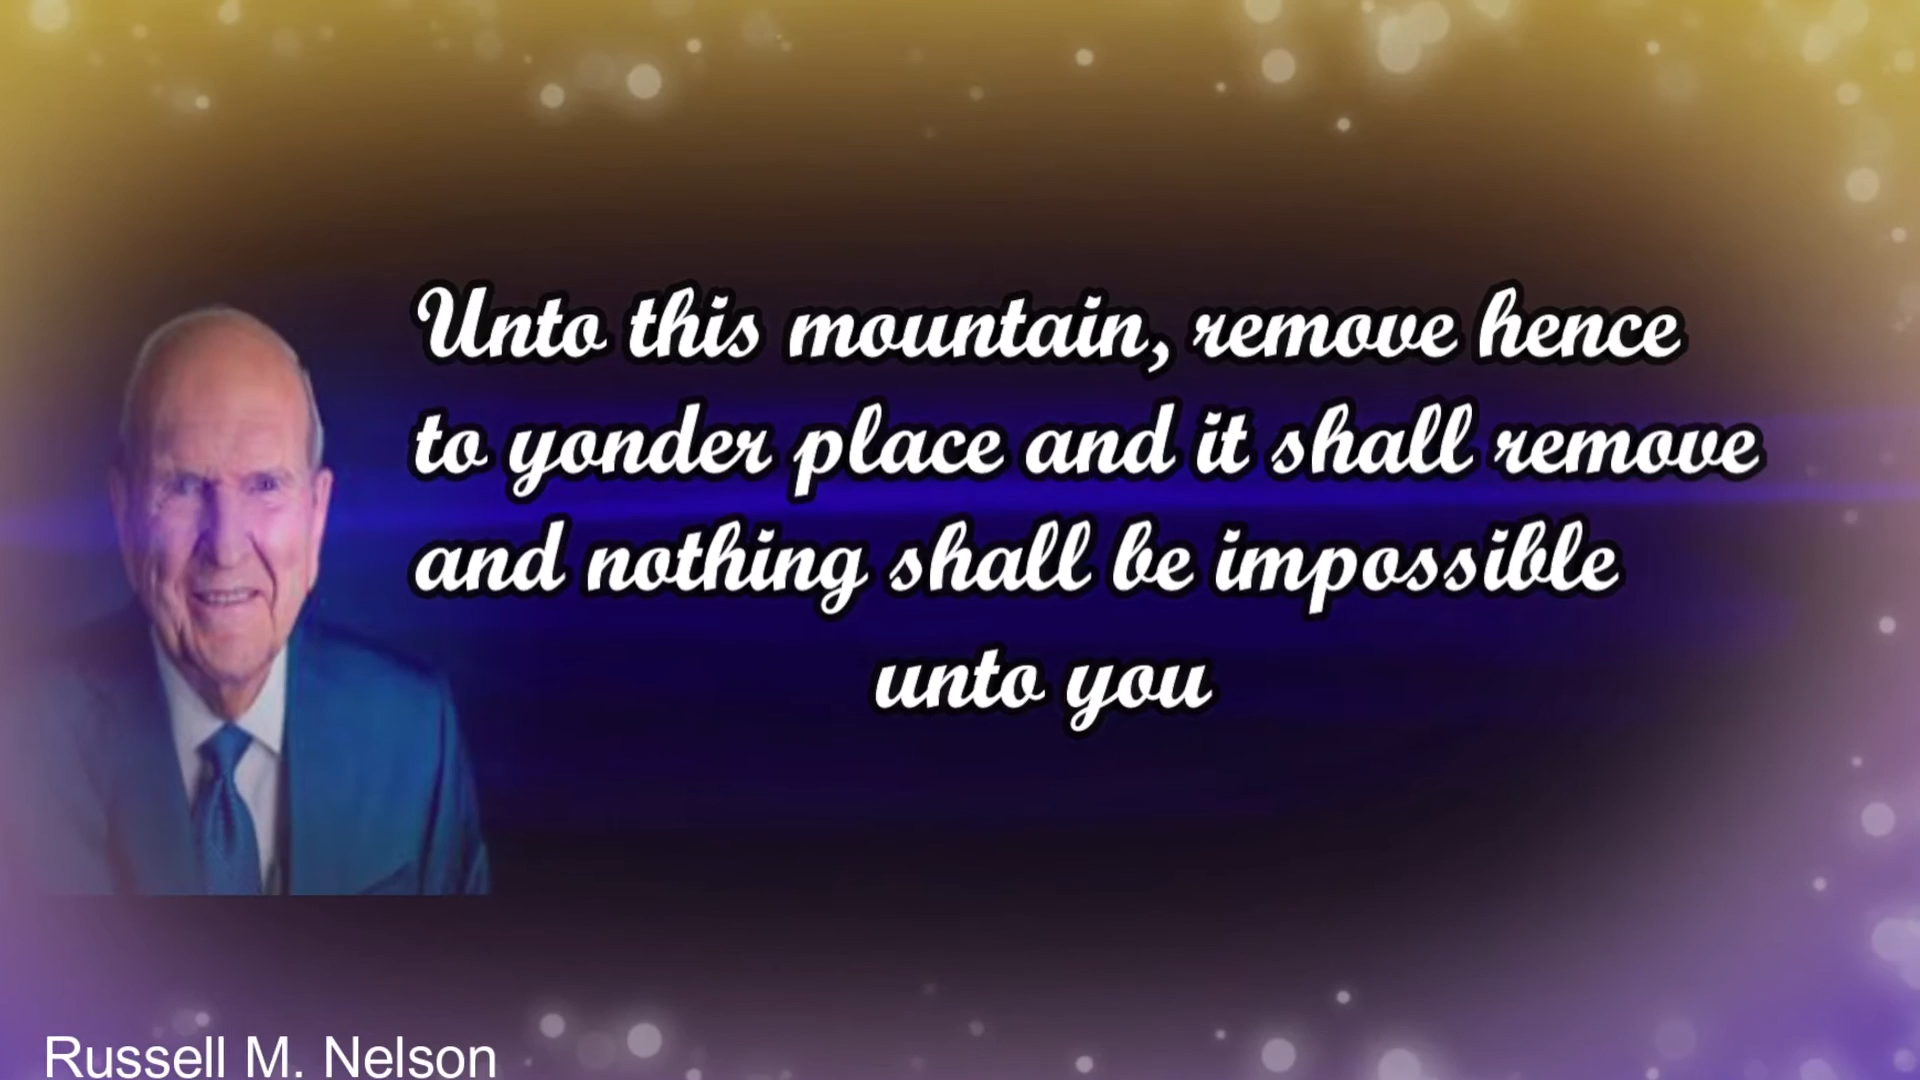 Unto this mountain, remove hence
to yonder place and it shall remove
and nothing shall be impossible
unto you
Russell M. Nelson